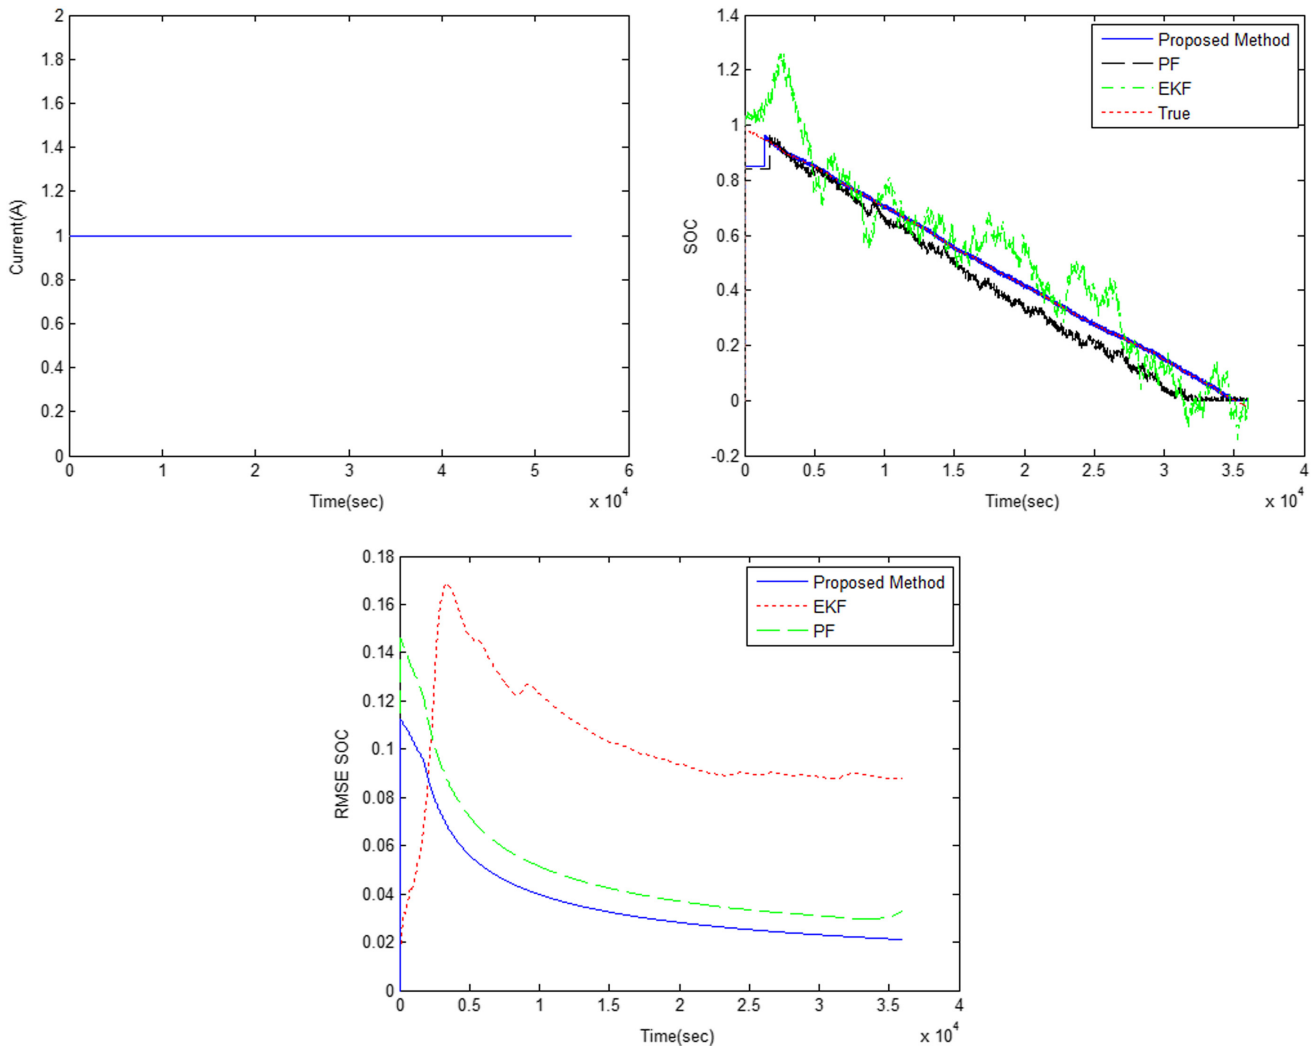 2
1.8
1.6
1.4
1.2
1
0.8
0.6
0.4
0.2
0
Current(A)
0 1 2 3 4 5 6
Time(sec)
x 10^4
1.4
1.2
1
0.8
0.6
0.4
0.2
0
-0.2
SOC
0 0.5 1 1.5 2 2.5 3 3.5 4
Time(sec)
x 10^4
Proposed Method
PF
EKF
True
0.18
0.16
0.14
0.12
0.1
0.08
0.06
0.04
0.02
0
RMSE SOC
0 0.5 1 1.5 2 2.5 3 3.5 4
Time(sec)
x 10^4
Proposed Method
EKF
PF